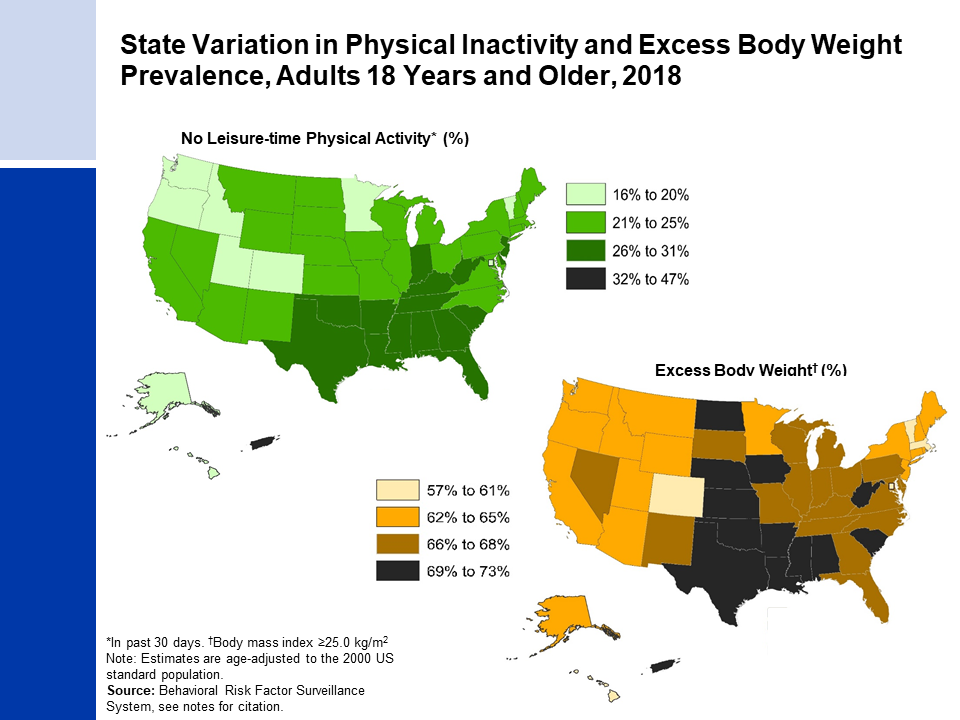 State Variation in Physical Inactivity and Excess Body Weight
Prevalence, Adults 18 Years and Older, 2018
No Leisure-time Physical Activity* (%)
16% to 20%
21% to 25%
26% to 31%
32% to 47%
Excess Body Weight† (%)
57% to 61%
62% to 65%
66% to 68%
69% to 73%
*In past 30 days. †Body mass index ≥25.0 kg/m2
Note: Estimates are age-adjusted to the 2000 US
standard population.
Source: Behavioral Risk Factor Surveillance
System, see notes for citation.